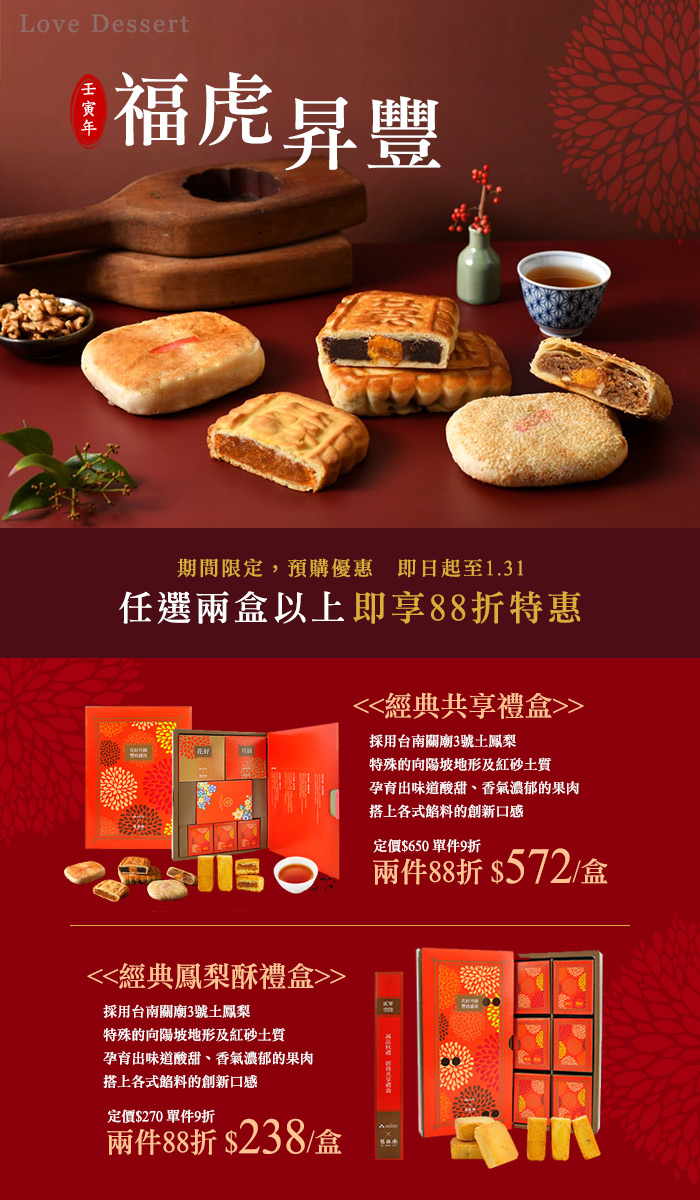 Love Dessert
壬寅年
福虎昇豐
期間限定，預購優惠 即日起至1.31
任選兩盒以上即享88折特惠
<<經典共享禮盒>>
採用台南關廟3號土鳳梨
特殊的向陽坡地形及紅砂土質
孕育出味道酸甜、香氣濃郁的果肉
搭上各式餡料的創新口感
定價$650 單件9折
兩件88折 $572/盒
花好
月圓
<<經典鳳梨酥禮盒>>
採用台南關廟3號土鳳梨
特殊的向陽坡地形及紅砂土質
孕育出味道酸甜、香氣濃郁的果肉
搭上各式餡料的創新口感
定價$270 單件9折
兩件88折 $238/盒